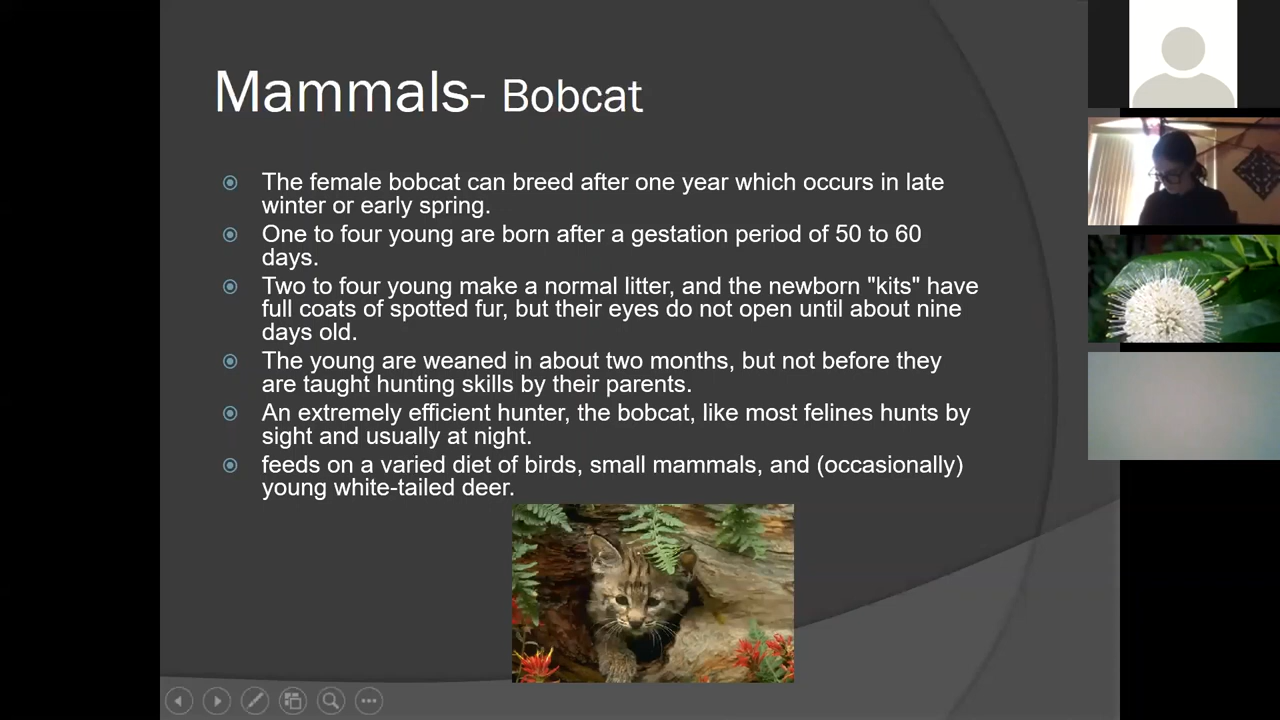 Mammals- Bobcat
The female bobcat can breed after one year which occurs in late
winter or early spring.
One to four young are born after a gestation period of 50 to 60
days.
Two to four young make a normal litter, and the newborn "kits" have
full coats of spotted fur, but their eyes do not open until about nine
days old.
The young are weaned in about two months, but not before they
are taught hunting skills by their parents.
An extremely efficient hunter, the bobcat, like most felines hunts by
sight and usually at night.
feeds on a varied diet of birds, small mammals, and (occasionally)
young white-tailed deer.